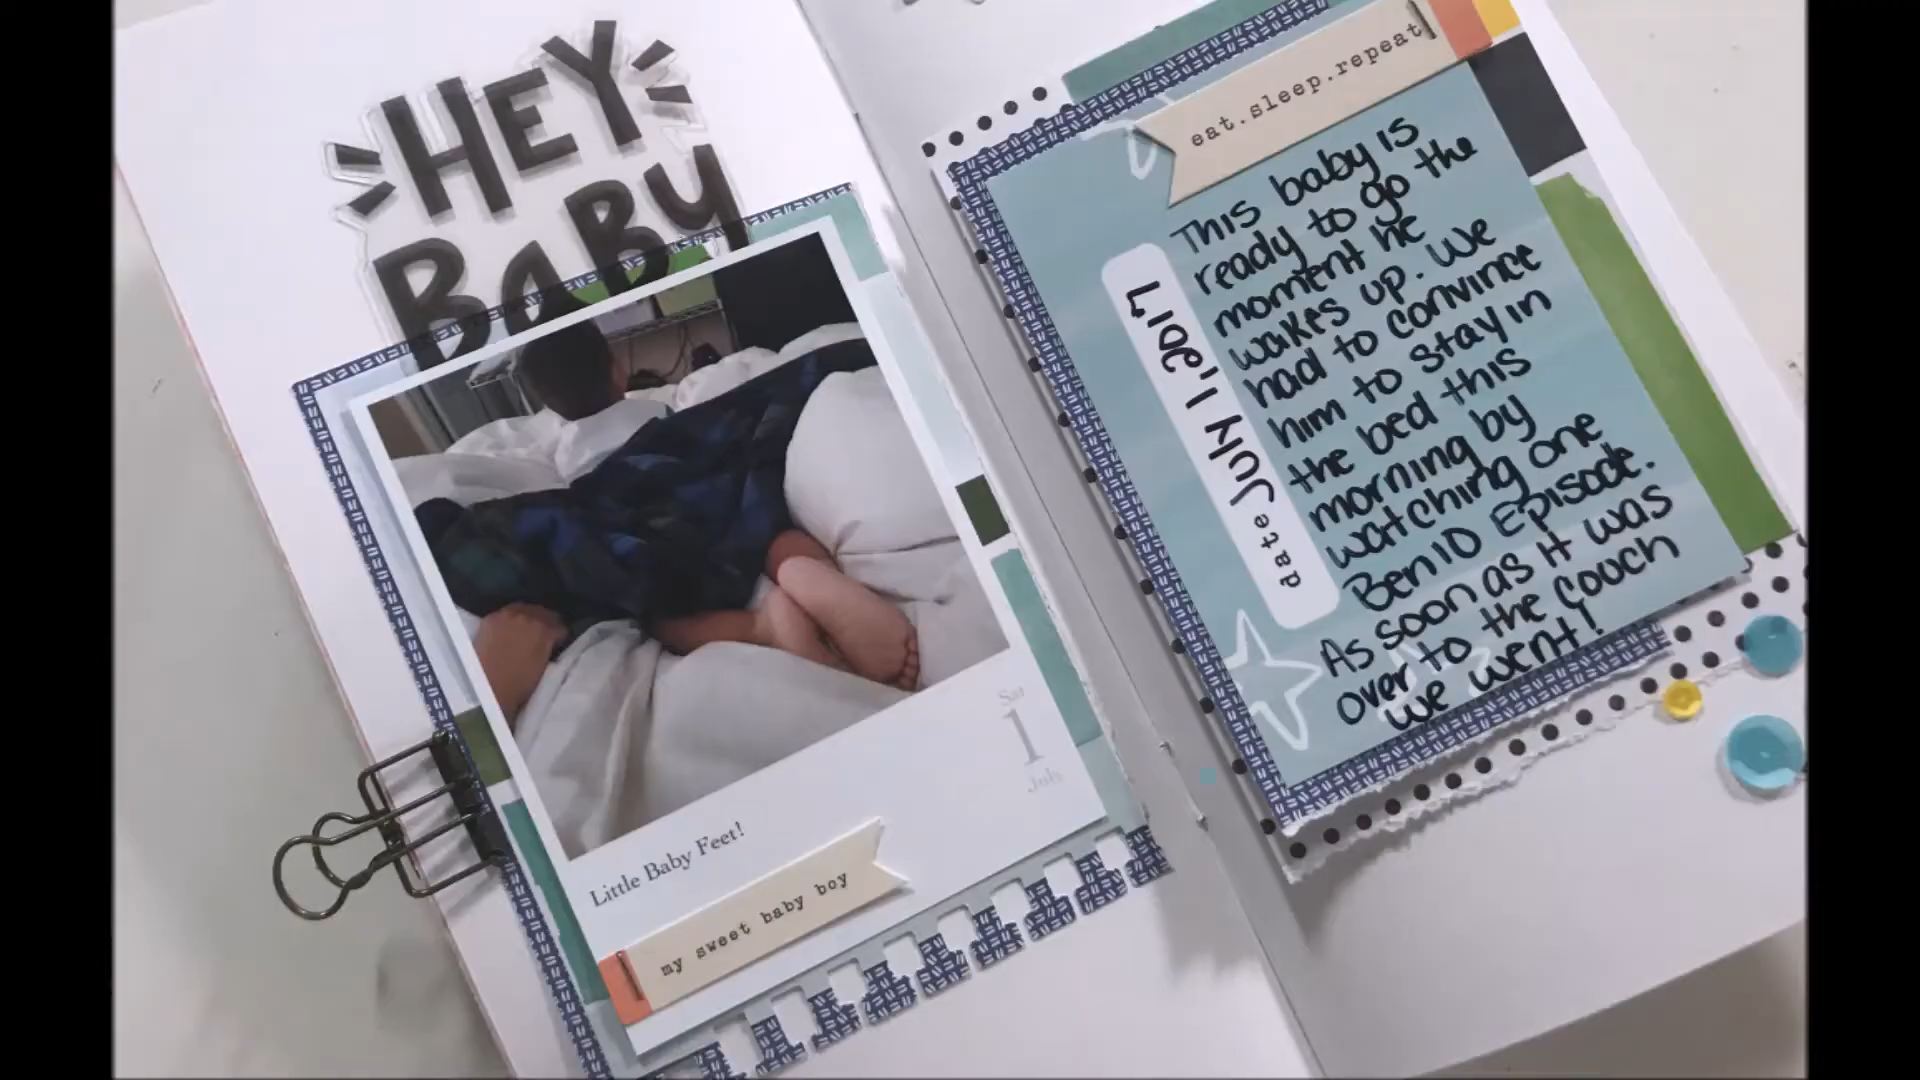 HEY
BABY
Sat
1
July
Little Baby Feet!
my sweet baby boy
eat.sleep.repeat
This baby is
ready to go the
moment he
wakes up. We
had to convince
him to stay in
the bed this
morning by
watching one
Ben 10 Episode.
As soon as it was
over to the couch
we went!
date July 1, 2017